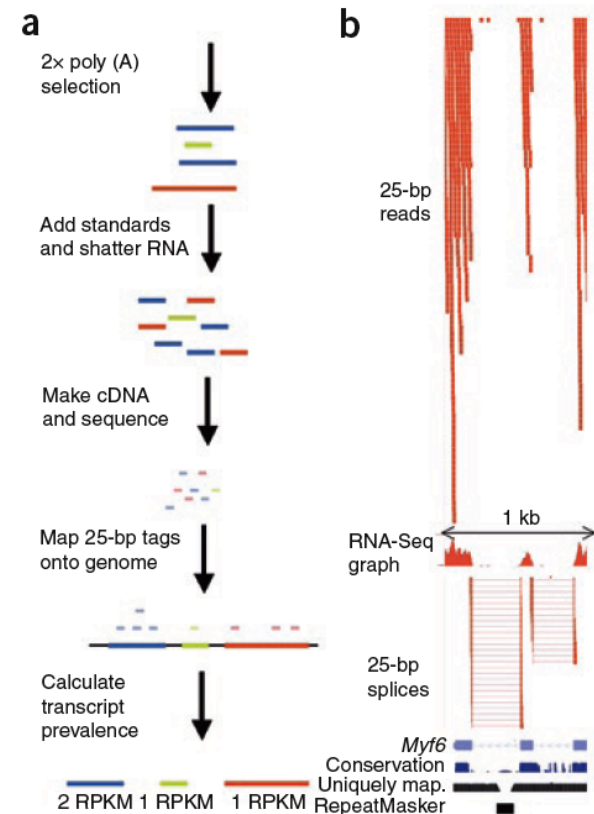 a
2× poly (A)
selection
Add standards
and shatter RNA
Make cDNA
and sequence
Map 25-bp tags
onto genome
Calculate
transcript
prevalence
2 RPKM 1 RPKM 1 RPKM
b
25-bp
reads
1 kb
RNA-Seq
graph
25-bp
splices
Myf6
Conservation
Uniquely map.
RepeatMasker